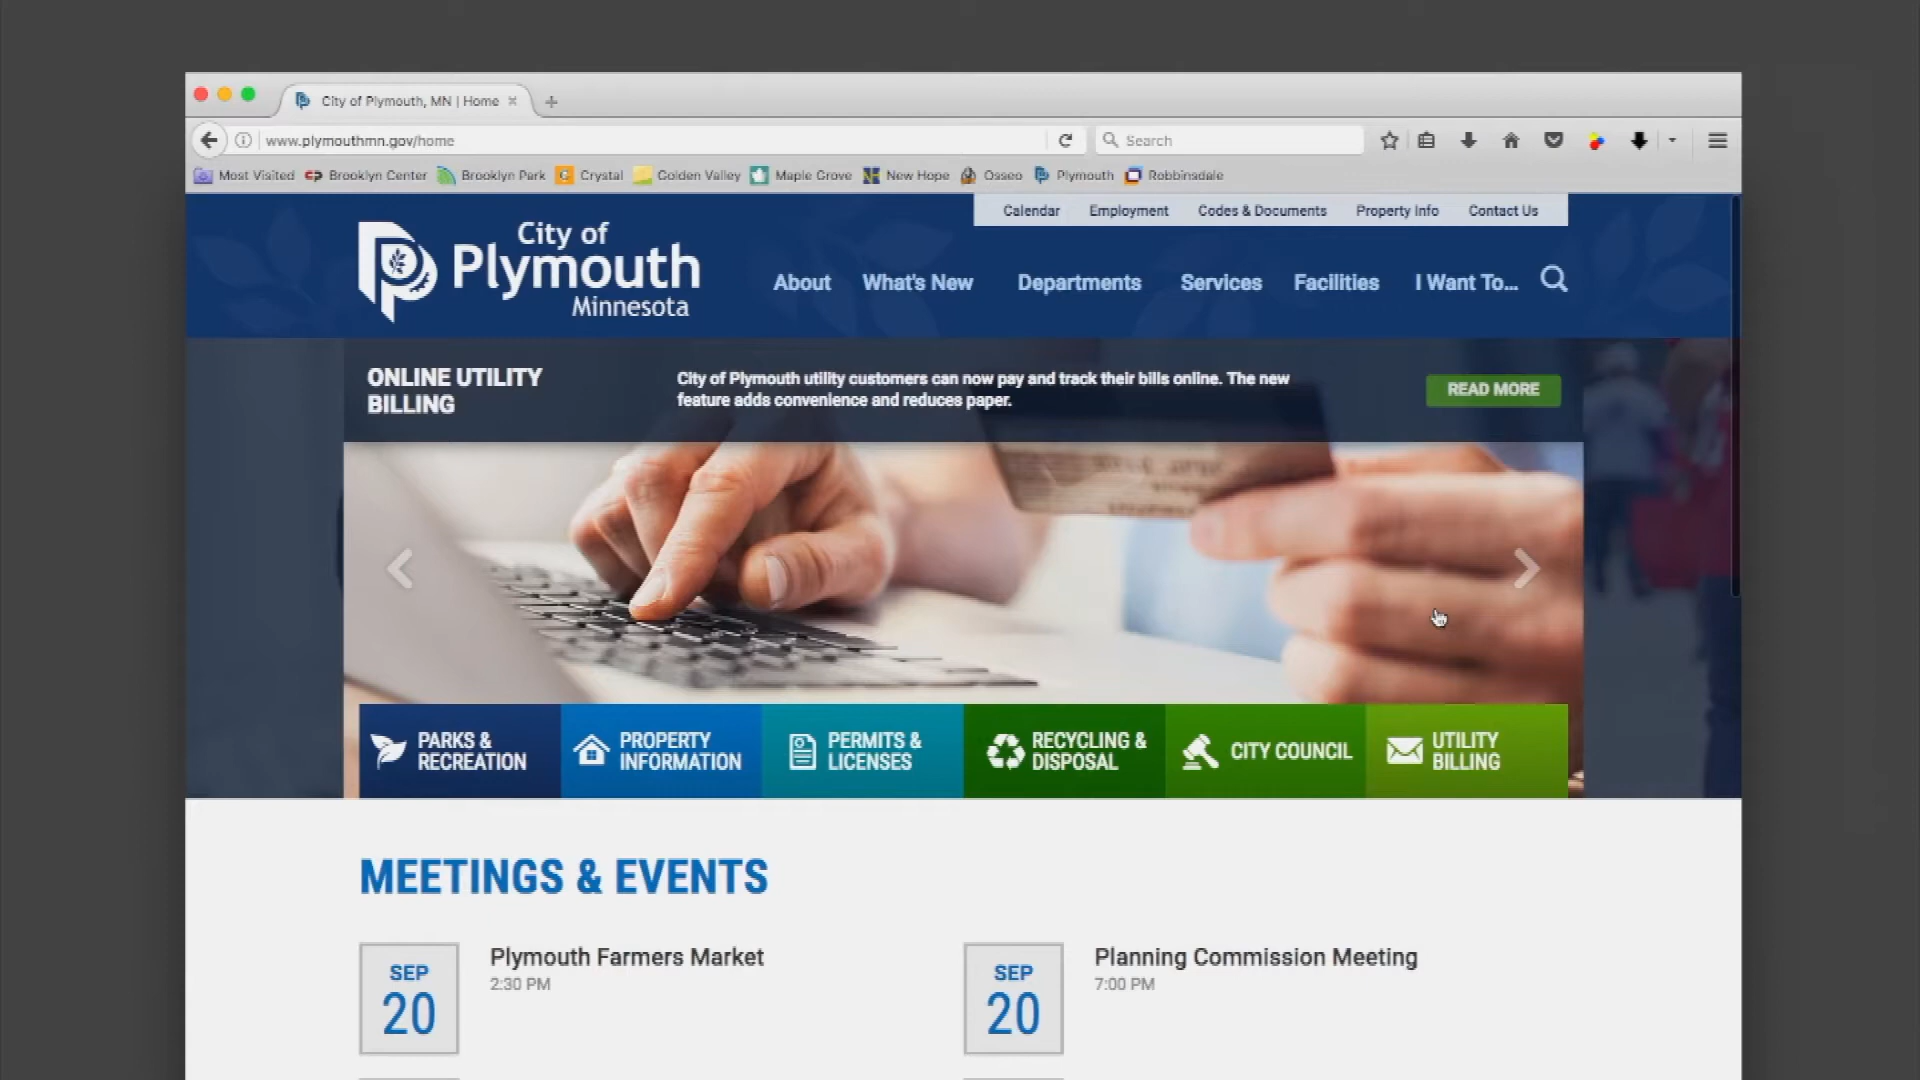 City of Plymouth, MN | Home
www.plymouthmn.gov/home
Search
Most Visited Brooklyn Center Brooklyn Park Crystal Golden Valley Maple Grove New Hope Osseo Plymouth Robbinsdale
Calendar Employment Codes & Documents Property Info Contact Us
City of
Plymouth
Minnesota
About What's New Departments Services Facilities I Want To...
ONLINE UTILITY
BILLING
City of Plymouth utility customers can now pay and track their bills online. The new
feature adds convenience and reduces paper.
READ MORE
PARKS &
RECREATION
PROPERTY
INFORMATION
PERMITS &
LICENSES
RECYCLING &
DISPOSAL
CITY COUNCIL
UTILITY
BILLING
MEETINGS & EVENTS
SEP
20
Plymouth Farmers Market
2:30 PM
SEP
20
Planning Commission Meeting
7:00 PM